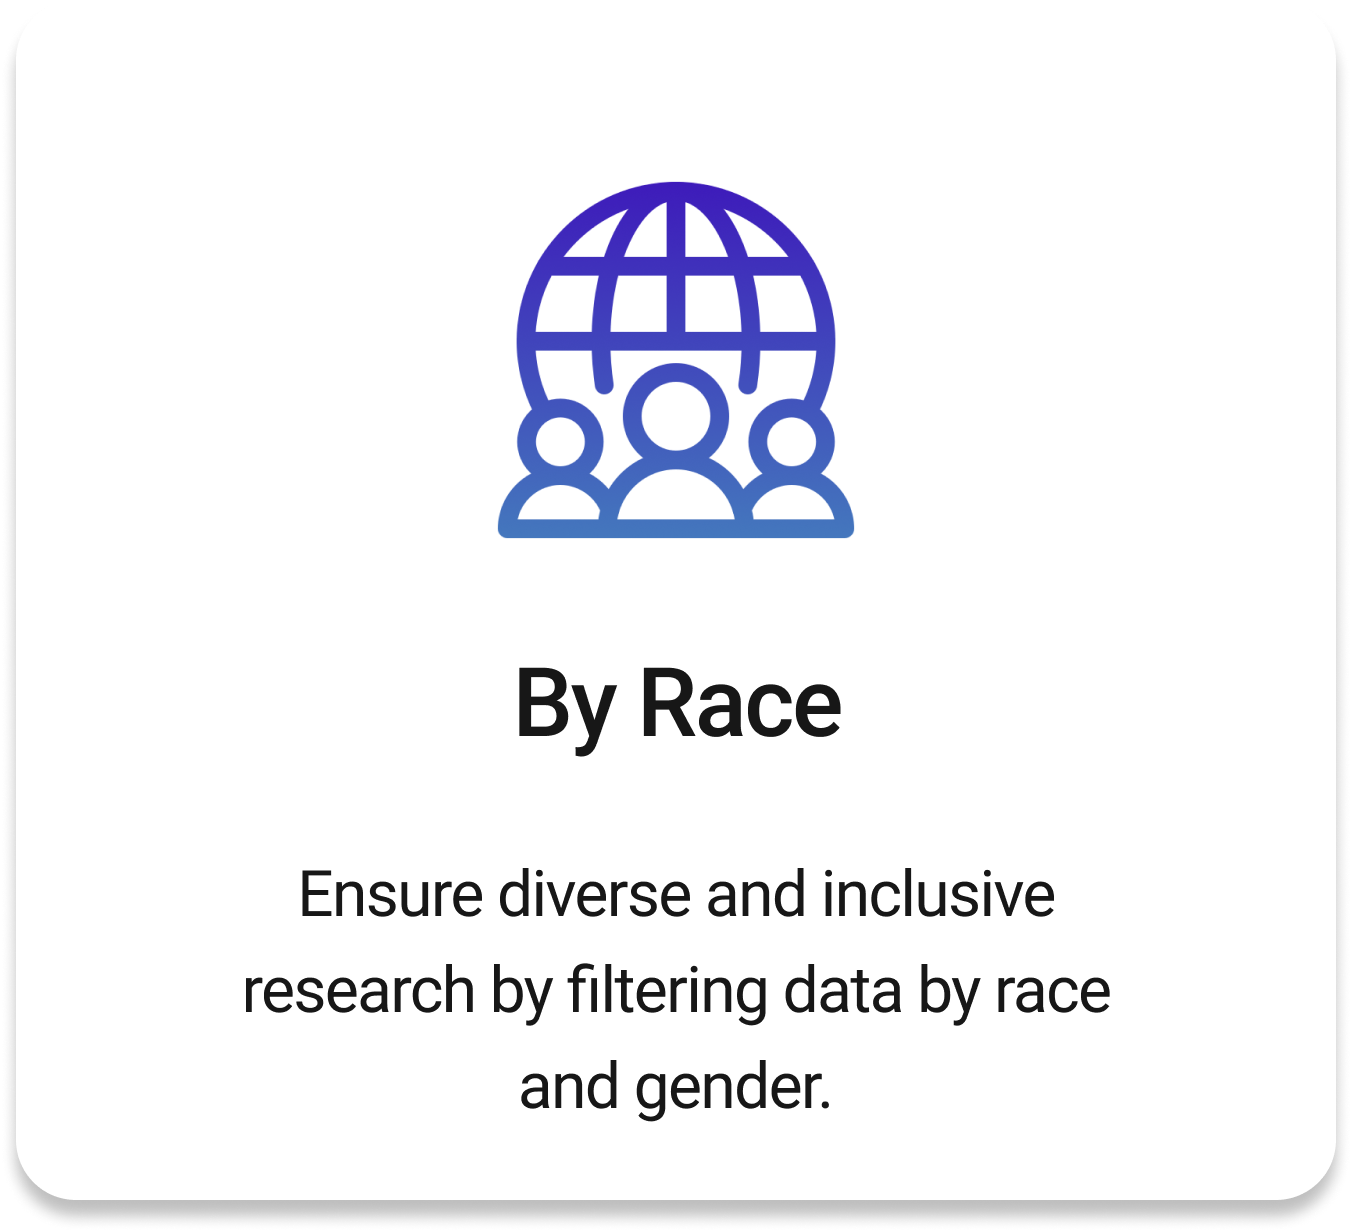 By Race
Ensure diverse and inclusive
research by filtering data by race
and gender.